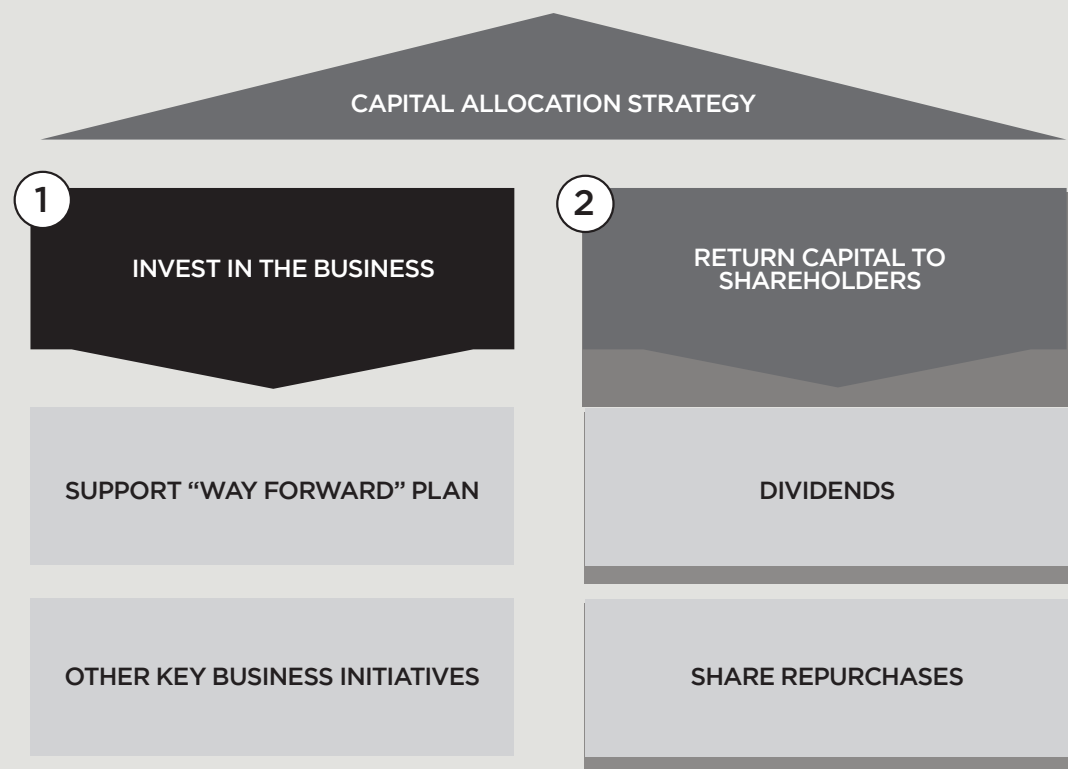 CAPITAL ALLOCATION STRATEGY
1
INVEST IN THE BUSINESS
SUPPORT “WAY FORWARD” PLAN
OTHER KEY BUSINESS INITIATIVES
2
RETURN CAPITAL TO
SHAREHOLDERS
DIVIDENDS
SHARE REPURCHASES